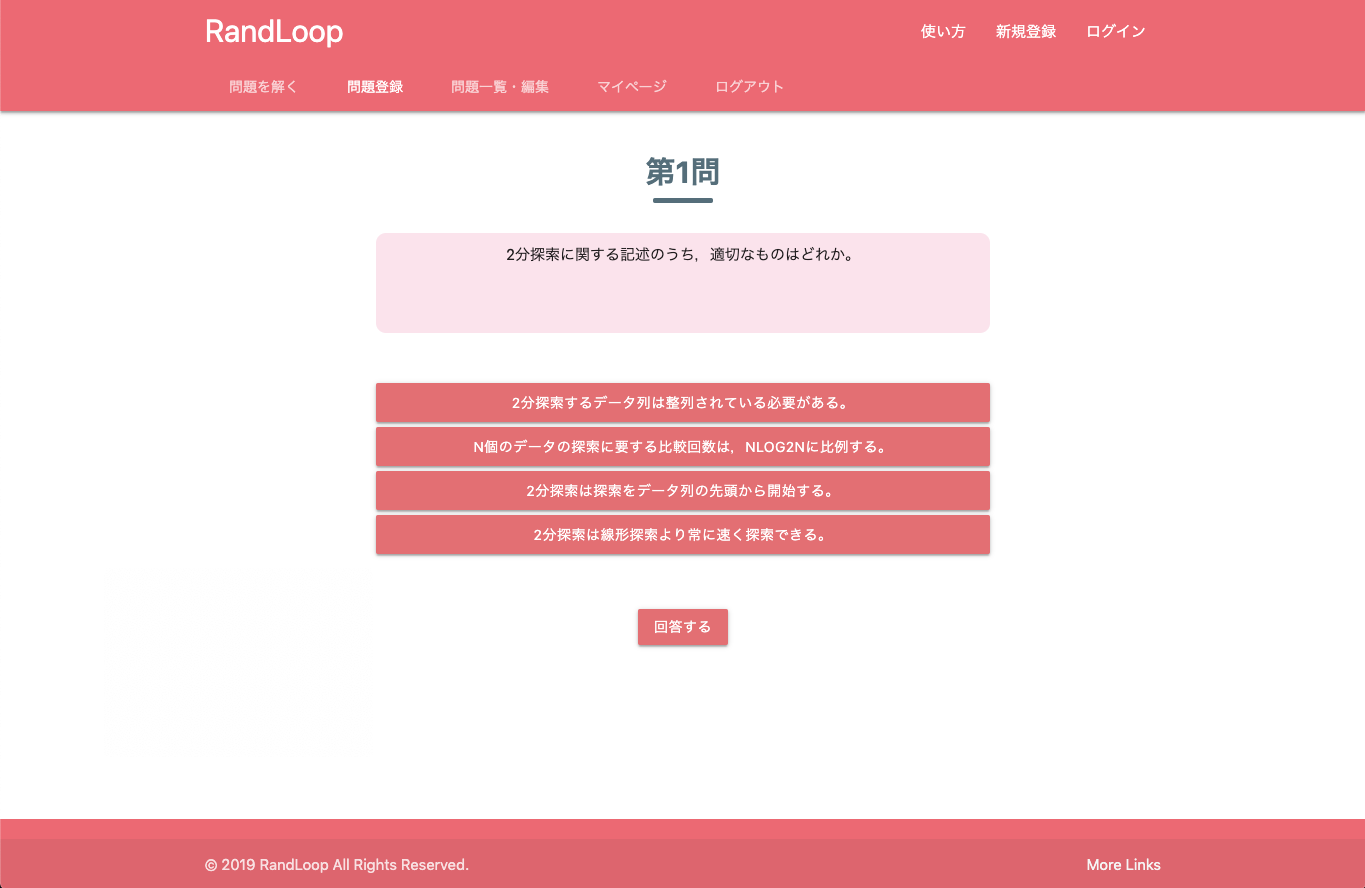 RandLoop
使い方 新規登録 ログイン
問題を解く 問題登録 問題一覧・編集 マイページ ログアウト
第1問
2分探索に関する記述のうち，適切なものはどれか。
2分探索するデータ列は整列されている必要がある。
N個のデータの探索に要する比較回数は，NLOG2Nに比例する。
2分探索は探索をデータ列の先頭から開始する。
2分探索は線形探索より常に速く探索できる。
回答する
© 2019 RandLoop All Rights Reserved.
More Links